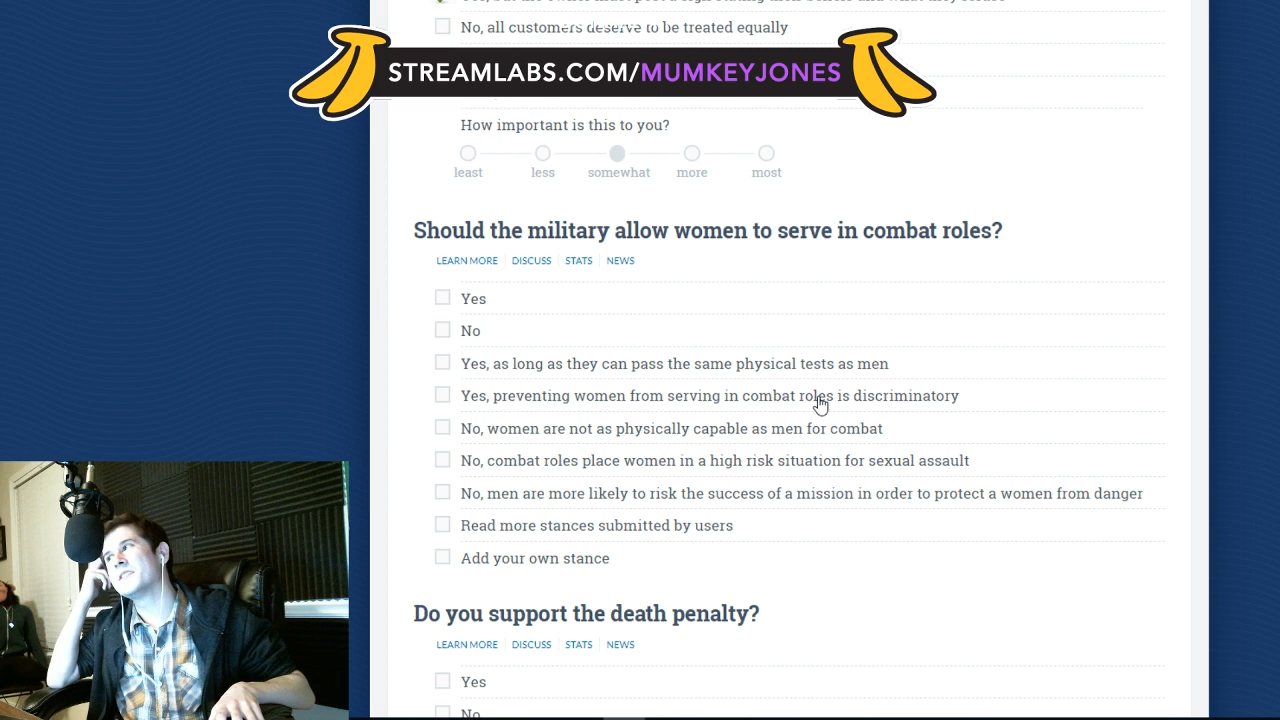 No, all customers deserve to be treated equally
STREAMLABS.COM/MUMKEYJONES
How important is this to you?
least less somewhat more most
Should the military allow women to serve in combat roles?
LEARN MORE DISCUSS STATS NEWS
Yes
No
Yes, as long as they can pass the same physical tests as men
Yes, preventing women from serving in combat roles is discriminatory
No, women are not as physically capable as men for combat
No, combat roles place women in a high risk situation for sexual assault
No, men are more likely to risk the success of a mission in order to protect a women from danger
Read more stances submitted by users
Add your own stance
Do you support the death penalty?
LEARN MORE DISCUSS STATS NEWS
Yes
No